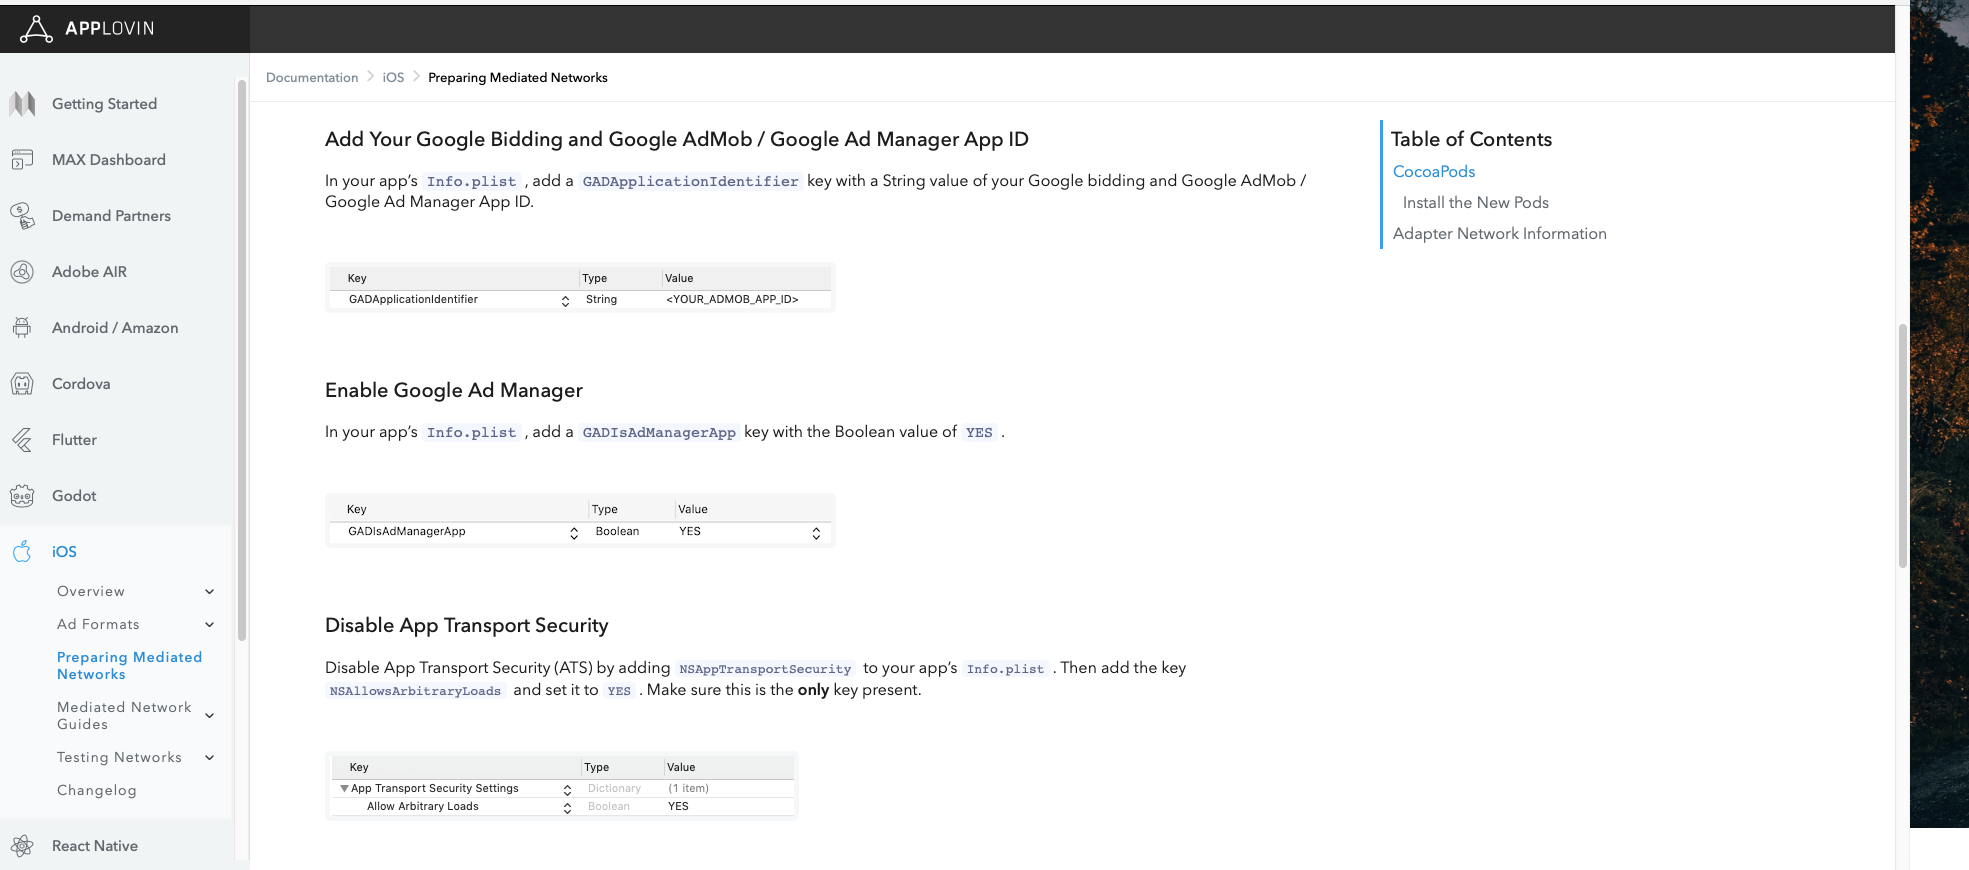 APPLOVIN
Documentation > iOS > Preparing Mediated Networks
Getting Started
MAX Dashboard
Demand Partners
Adobe AIR
Android / Amazon
Cordova
Flutter
Godot
iOS
Overview
Ad Formats
Preparing Mediated
Networks
Mediated Network
Guides
Testing Networks
Changelog
React Native
Add Your Google Bidding and Google AdMob / Google Ad Manager App ID
In your app’s Info.plist , add a GADApplicationIdentifier key with a String value of your Google bidding and Google AdMob /
Google Ad Manager App ID.
Key Type Value
GADApplicationIdentifier String <YOUR_ADMOB_APP_ID>
Enable Google Ad Manager
In your app’s Info.plist , add a GADIsAdManagerApp key with the Boolean value of YES .
Key Type Value
GADIsAdManagerApp Boolean YES
Disable App Transport Security
Disable App Transport Security (ATS) by adding NSAppTransportSecurity to your app’s Info.plist . Then add the key
NSAllowsArbitraryLoads and set it to YES . Make sure this is the only key present.
Key Type Value
App Transport Security Settings Dictionary (1 item)
Allow Arbitrary Loads Boolean YES
Table of Contents
CocoaPods
Install the New Pods
Adapter Network Information